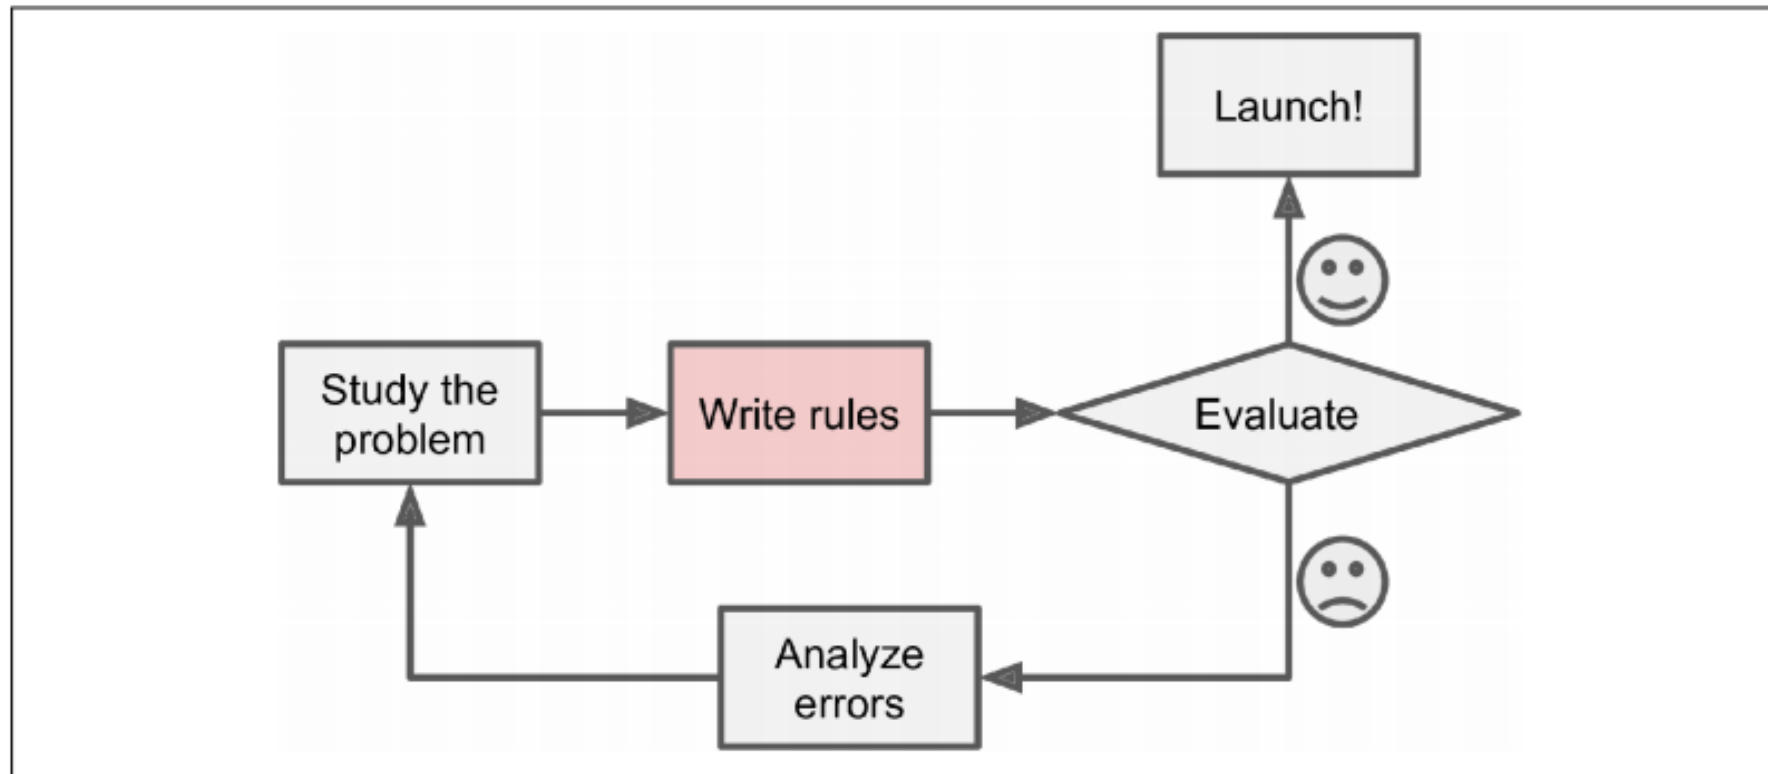 Launch!
Study the
problem
Write rules
Evaluate
Analyze
errors